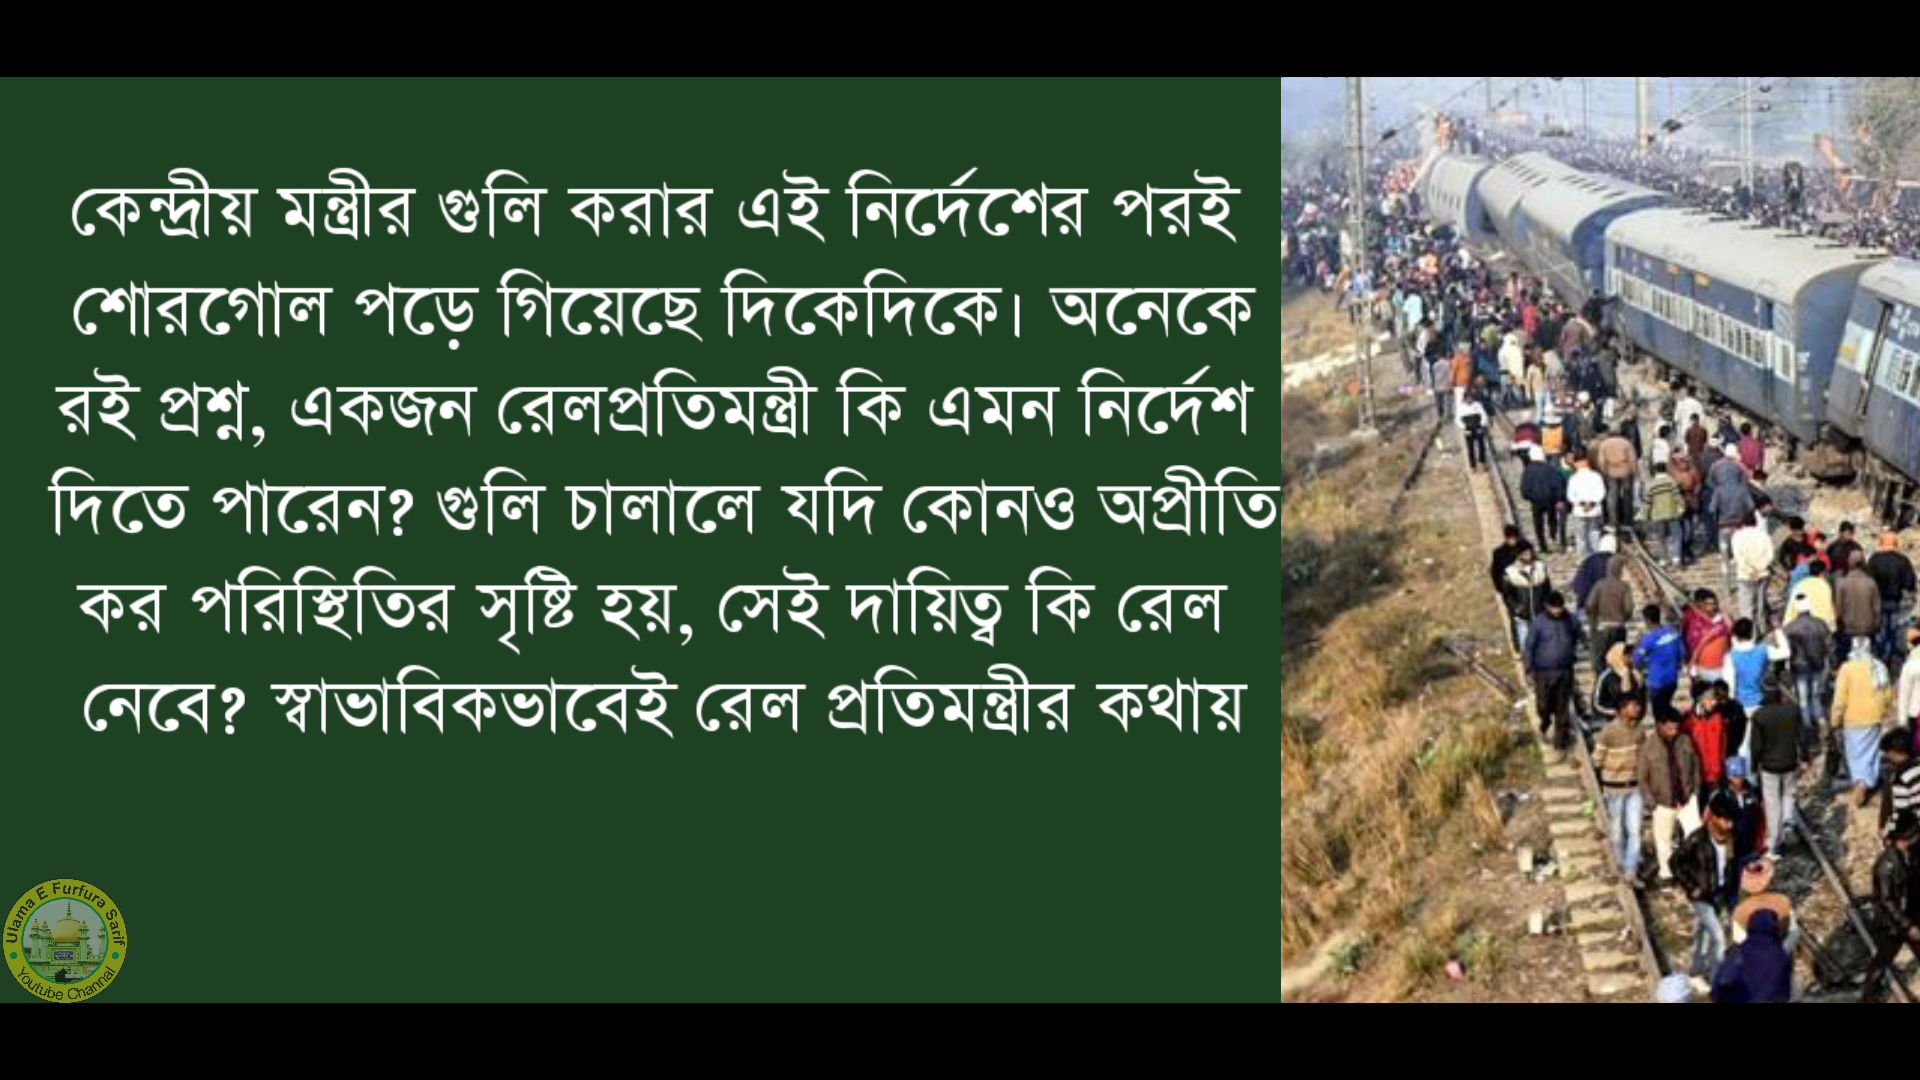 কেন্দ্রীয় মন্ত্রীর গুলি করার এই নির্দেশের পরই
শোরগোল পড়ে গিয়েছে দিকেদিকে। অনেকে
রই প্রশ্ন, একজন রেলপ্রতিমন্ত্রী কি এমন নির্দেশ
দিতে পারেন? গুলি চালালে যদি কোনও অপ্রীতি
কর পরিস্থিতির সৃষ্টি হয়, সেই দায়িত্ব কি রেল
নেবে? স্বাভাবিকভাবেই রেল প্রতিমন্ত্রীর কথায়
Ulama E Furfura Sarif
Youtube Channal